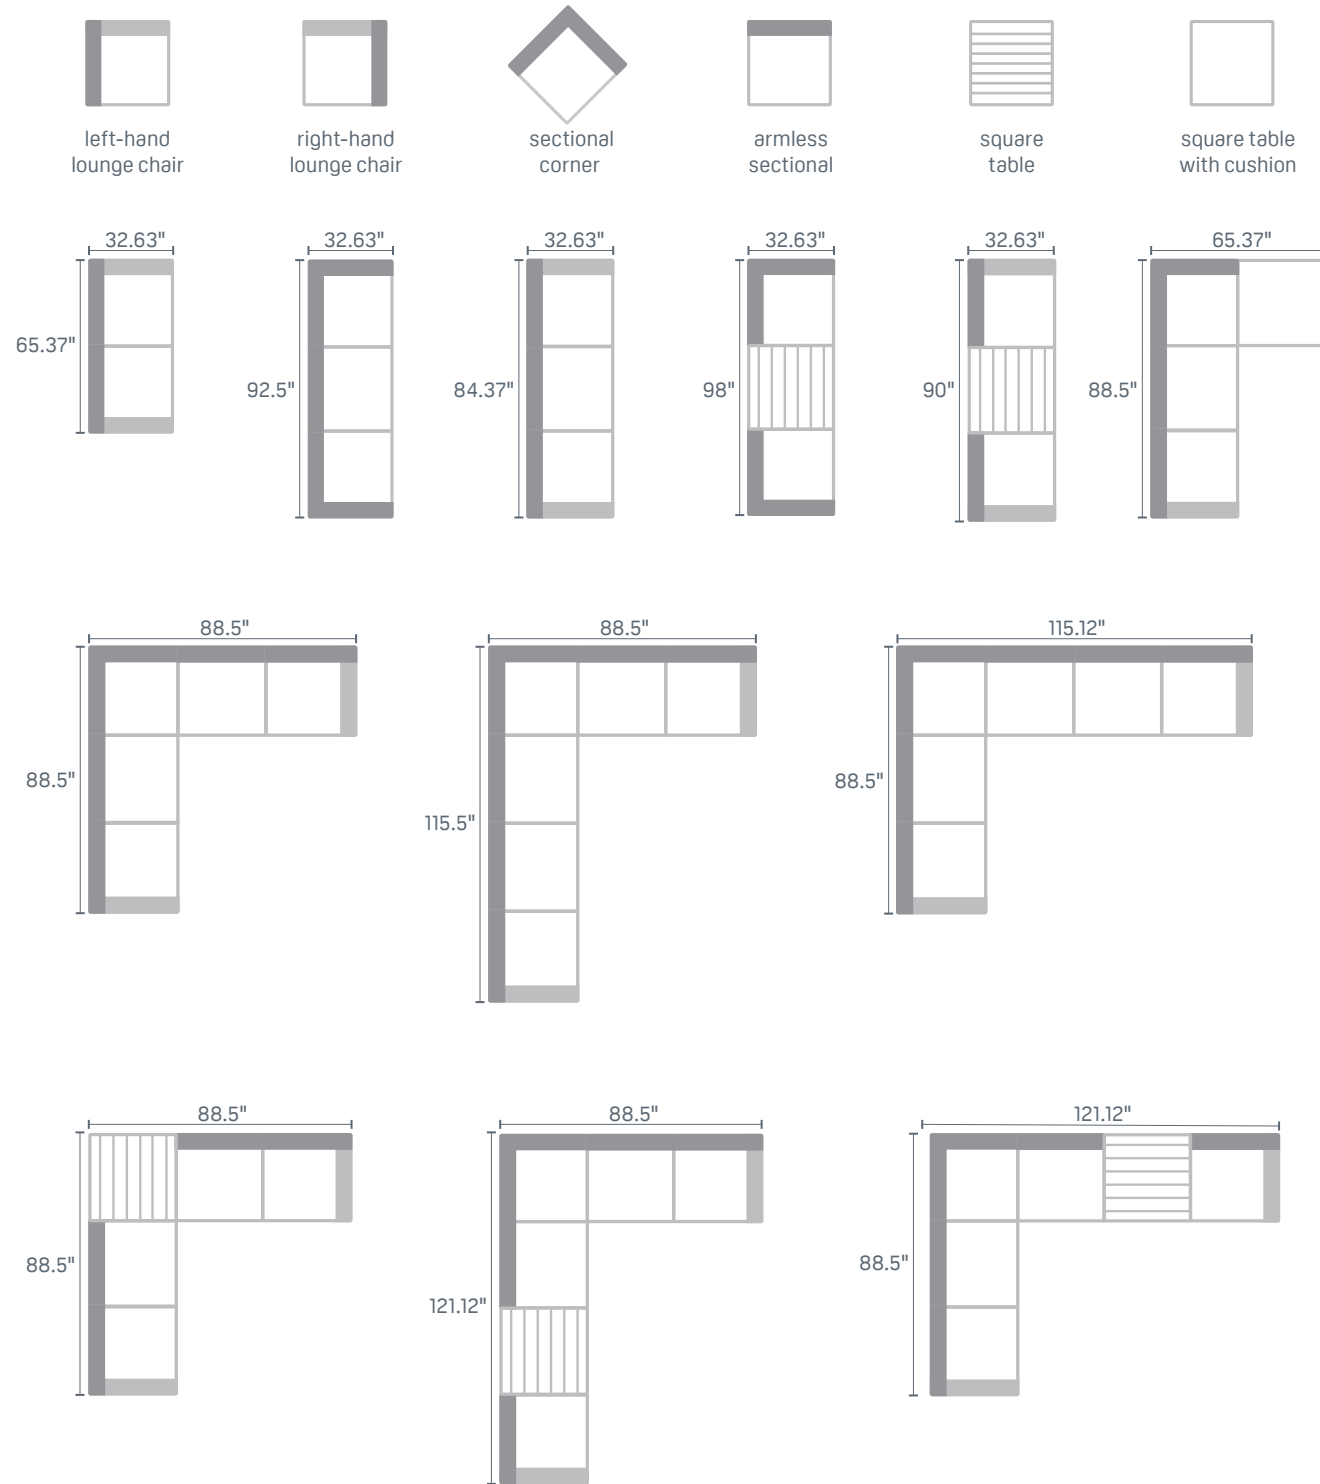 left-hand
lounge chair
right-hand
lounge chair
sectional
corner
armless
sectional
square
table
square table
with cushion
32.63"
32.63"
32.63"
32.63"
32.63"
65.37"
65.37"
92.5"
84.37"
98"
90"
88.5"
88.5"
88.5"
115.12"
88.5"
115.5"
88.5"
88.5"
88.5"
121.12"
88.5"
121.12"
88.5"